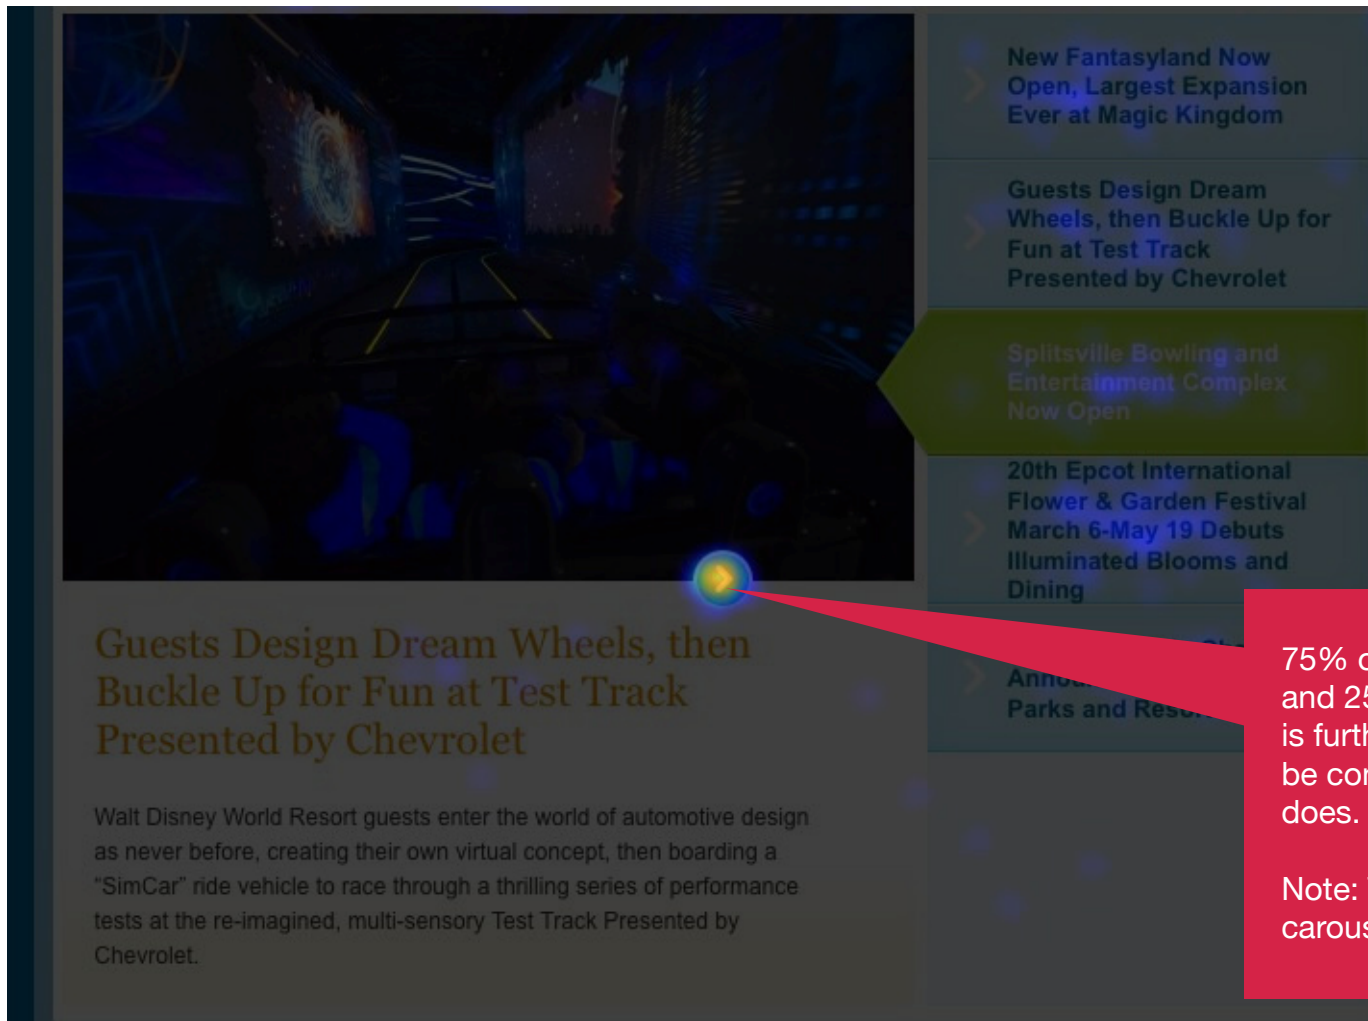 New Fantasyland Now
Open, Largest Expansion
Ever at Magic Kingdom
Guests Design Dream
Wheels, then Buckle Up for
Fun at Test Track
Presented by Chevrolet
Splitsville Bowling and
Entertainment Complex
Now Open
20th Epcot International
Flower & Garden Festival
March 6-May 19 Debuts
Illuminated Blooms and
Dining
Parks and
Guests Design Dream Wheels, then
Buckle Up for Fun at Test Track
Presented by Chevrolet
Walt Disney World Resort guests enter the world of automotive design
as never before, creating their own virtual concept, then boarding a
“SimCar” ride vehicle to race through a thrilling series of performance
tests at the re-imagined, multi-sensory Test Track Presented by
Chevrolet.
75%
and
is
be
does.
Note: